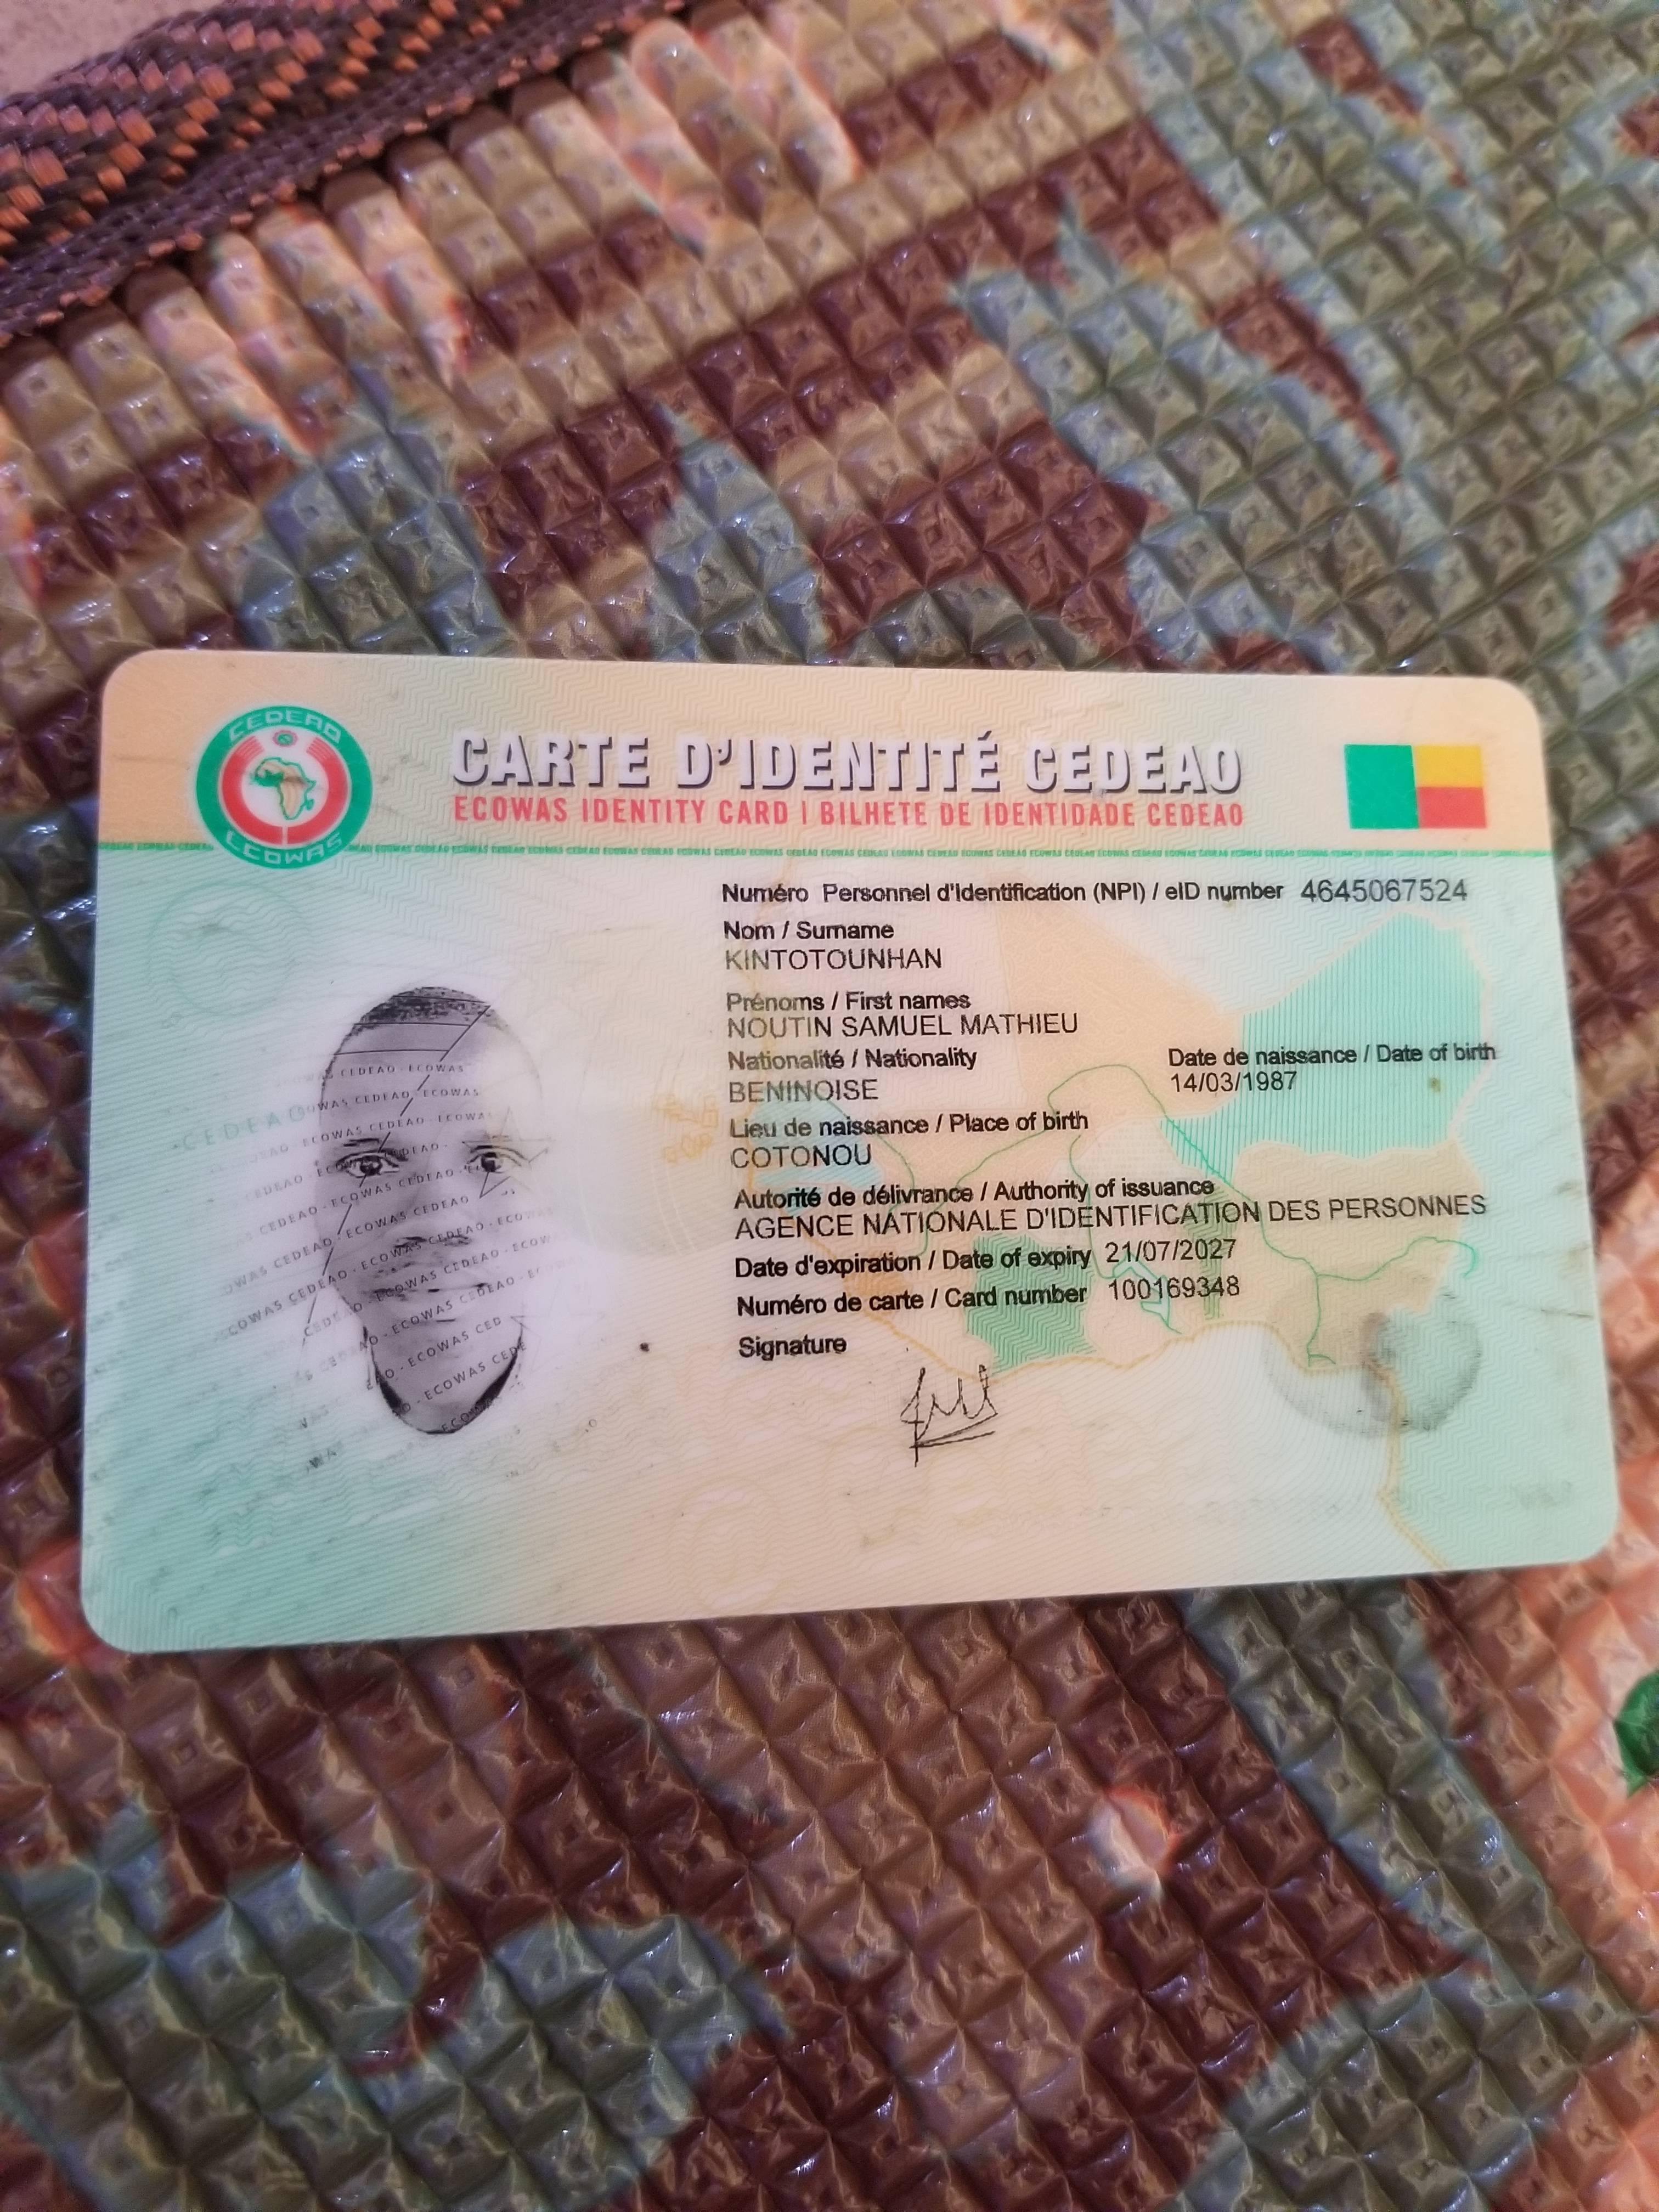 CEDEAO
ECOWAS
CARTE D'IDENTITÉ CEDEAO
ECOWAS IDENTITY CARD | BILHETE DE IDENTIDADE CEDEAO
Numéro Personnel d'Identification (NPI) / eID number 4645067524
Nom / Surname
KINTOTOUNHAN
Prénoms / First names
NOUTIN SAMUEL MATHIEU
Nationalité / Nationality
BENINOISE
Date de naissance / Date of birth
14/03/1987
Lieu de naissance / Place of birth
COTONOU
Autorité de délivrance / Authority of issuance
AGENCE NATIONALE D'IDENTIFICATION DES PERSONNES
Date d'expiration / Date of expiry 21/07/2027
Numéro de carte / Card number 100169348
Signature